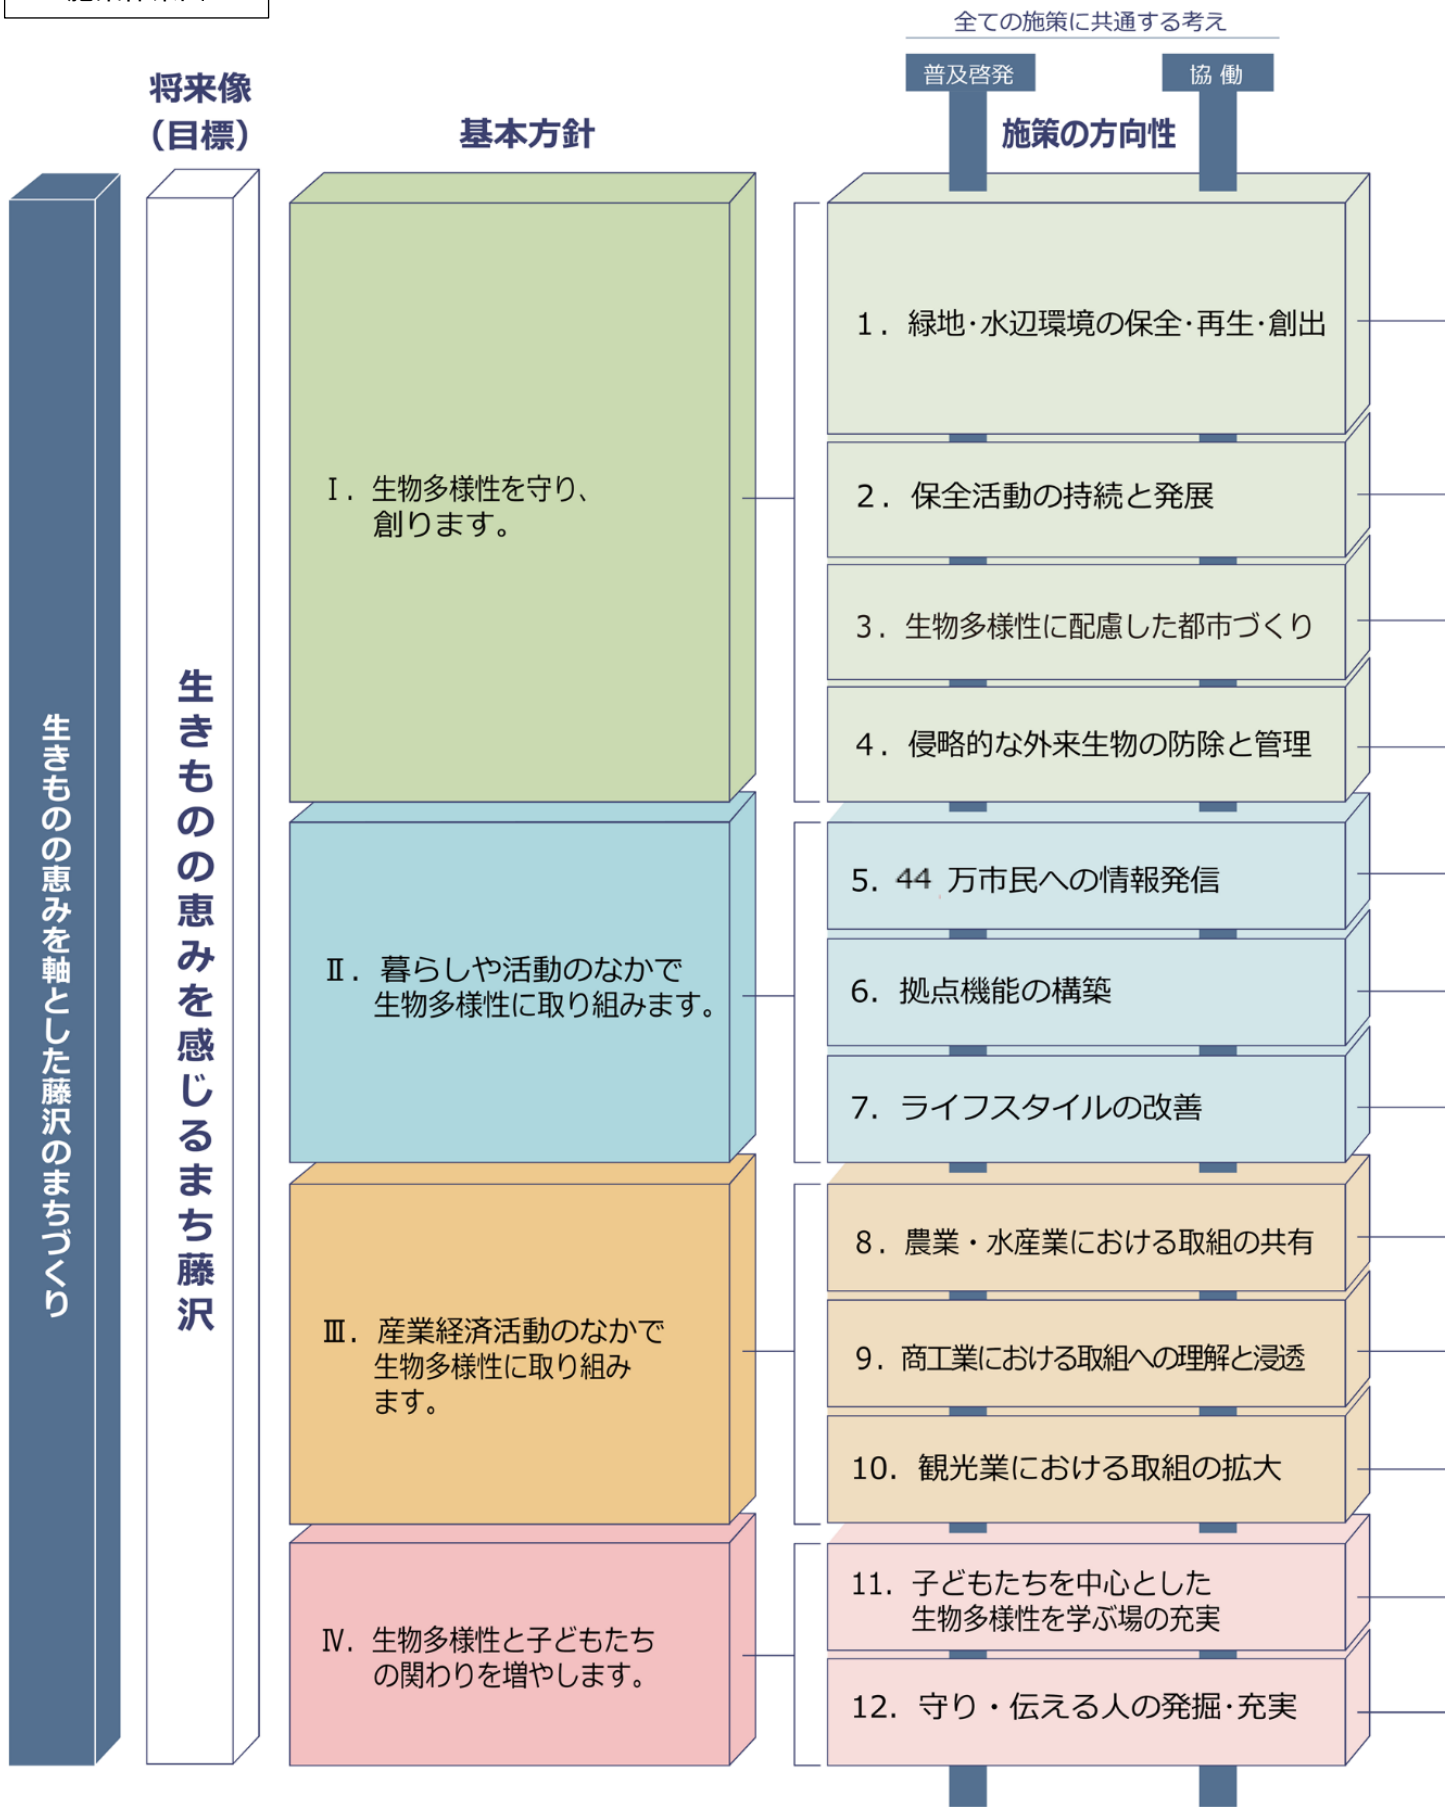 全ての施策に共通する考え
普及啓発
協働
将来像
（目標）
基本方針
施策の方向性
生きものの恵みを軸とした藤沢のまちづくり
生きものの恵みを感じるまち藤沢
Ⅰ．生物多様性を守り、
創ります。
1．緑地･水辺環境の保全･再生･創出
2．保全活動の持続と発展
3．生物多様性に配慮した都市づくり
4．侵略的な外来生物の防除と管理
Ⅱ．暮らしや活動のなかで
生物多様性に取り組みます。
5．44 万市民への情報発信
6．拠点機能の構築
7．ライフスタイルの改善
Ⅲ．産業経済活動のなかで
生物多様性に取り組み
ます。
8．農業・水産業における取組の共有
9．商工業における取組への理解と浸透
10．観光業における取組の拡大
Ⅳ．生物多様性と子どもたち
の関わりを増やします。
11．子どもたちを中心とした
生物多様性を学ぶ場の充実
12．守り・伝える人の発掘･充実